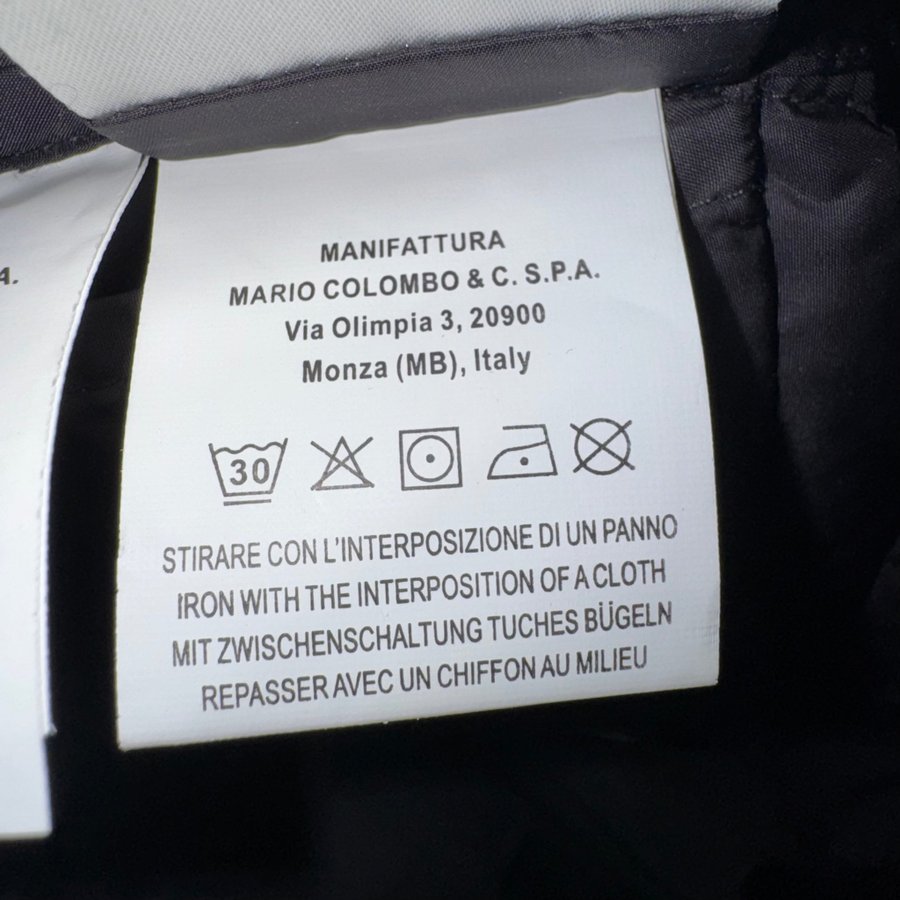 A.
MANIFATTURA
MARIO COLOMBO & C. S.P.A.
Via Olimpia 3, 20900
Monza (MB), Italy
30
STIRARE CON L'INTERPOSIZIONE DI UN PANNO
IRON WITH THE INTERPOSITION OF A CLOTH
MIT ZWISCHENSCHALTUNG TUCHES BÜGELN
REPASSER AVEC UN CHIFFON AU MILIEU